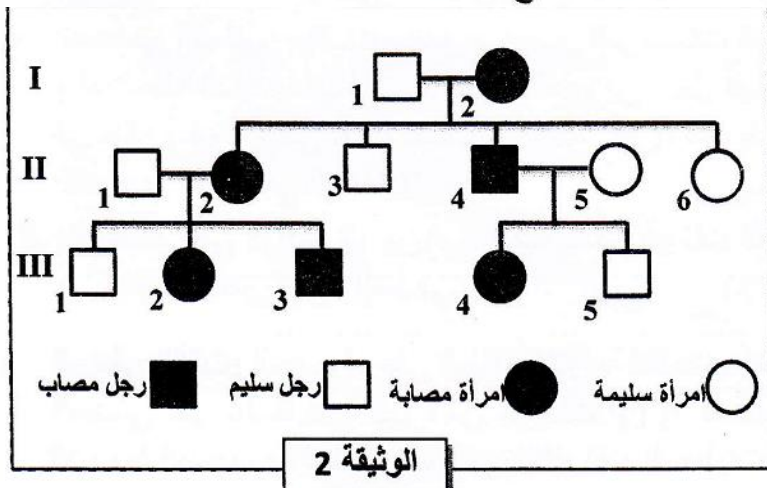 I
1 2
II
1 2 3 4 5 6
III
1 2 3 4 5
امرأة سليمة امرأة مصابة رجل سليم رجل مصاب
الوثيقة 2